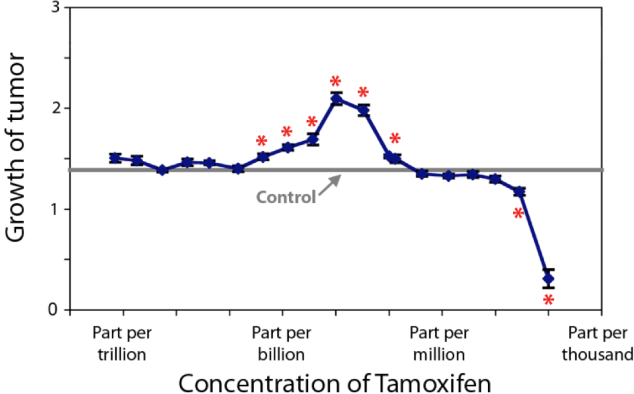 3
2
1
0
Growth of tumor
*
*
*
*
*
*
*
*
Control
Part per
trillion
Part per
billion
Part per
million
Part per
thousand
Concentration of Tamoxifen